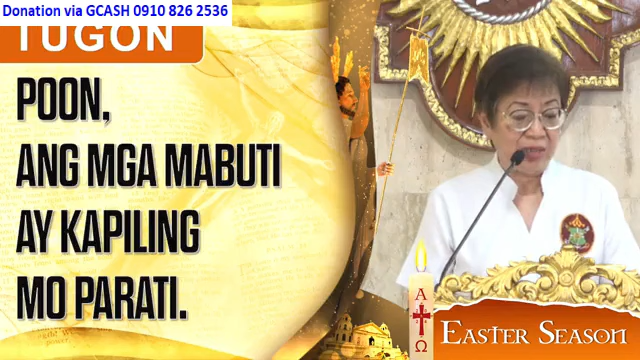 Donation via GCASH 0910 826 2536
TUGON
POON,
ANG MGA MABUTI
AY KAPILING
MO PARATI.
A
Ω
EASTER SEASON